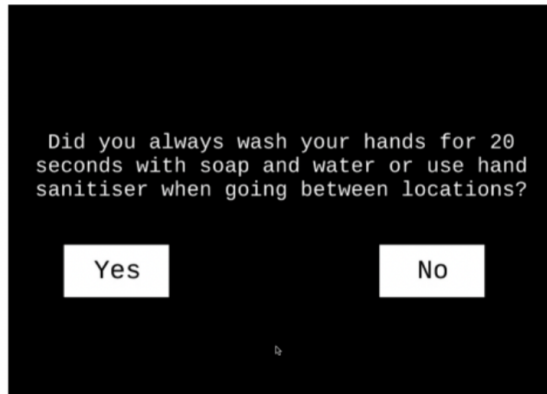 Did you always wash your hands for 20
seconds with soap and water or use hand
sanitiser when going between locations?
Yes
No